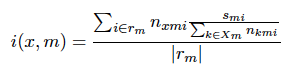 i(x, m) = \frac{\sum_{i \in r_m} n_{xmi} \frac{s_{mi}}{\sum_{k \in X_m} n_{kmi}}}{|r_m|}